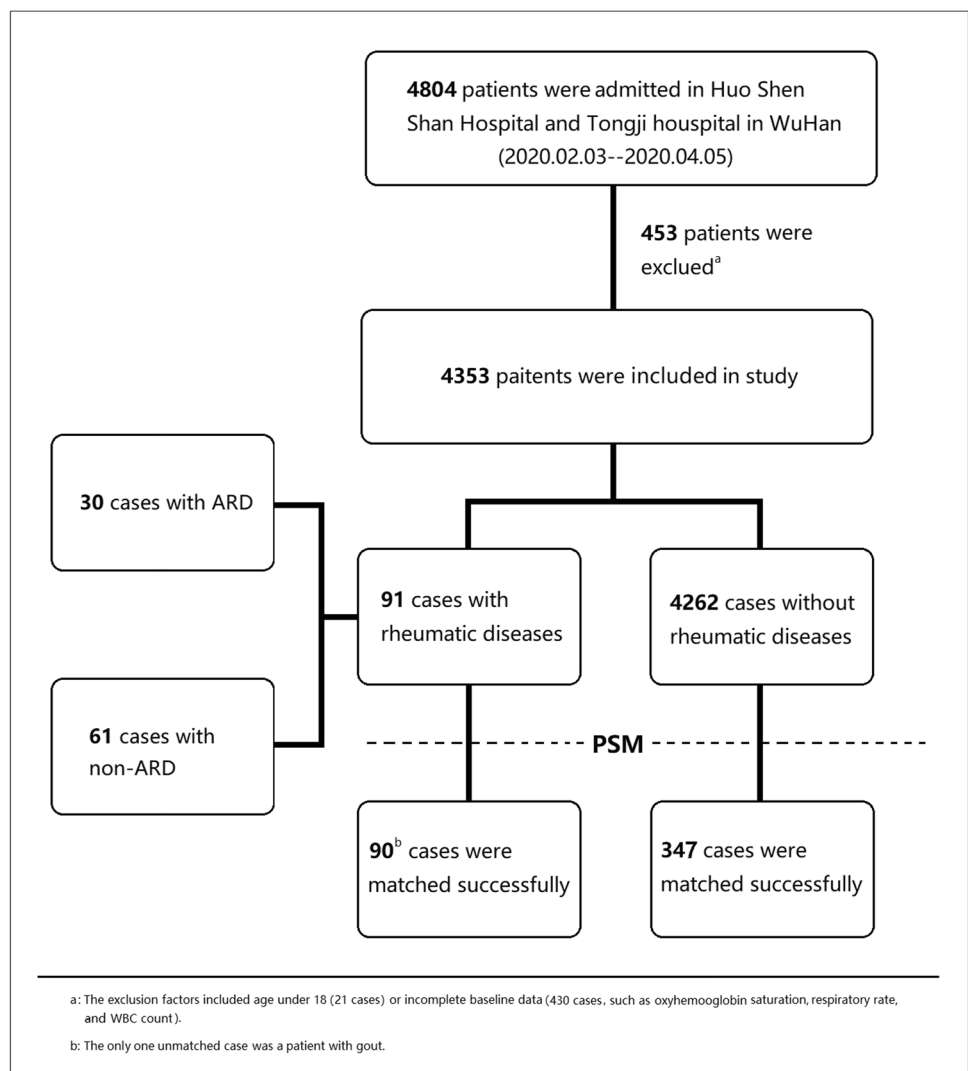 4804 patients were admitted in Huo Shen
Shan Hospital and Tongji houspital in WuHan
(2020.02.03--2020.04.05)
453 patients were
exclueda
4353 paitents were included in study
30 cases with ARD
91 cases with
rheumatic diseases
4262 cases without
rheumatic diseases
61 cases with
non-ARD
PSM
90b cases were
matched successfully
347 cases were
matched successfully
a: The exclusion factors included age under 18 (21 cases) or incomplete baseline data (430 cases, such as oxyhemooglobin saturation, respiratory rate,
and WBC count).
b: The only one unmatched case was a patient with gout.